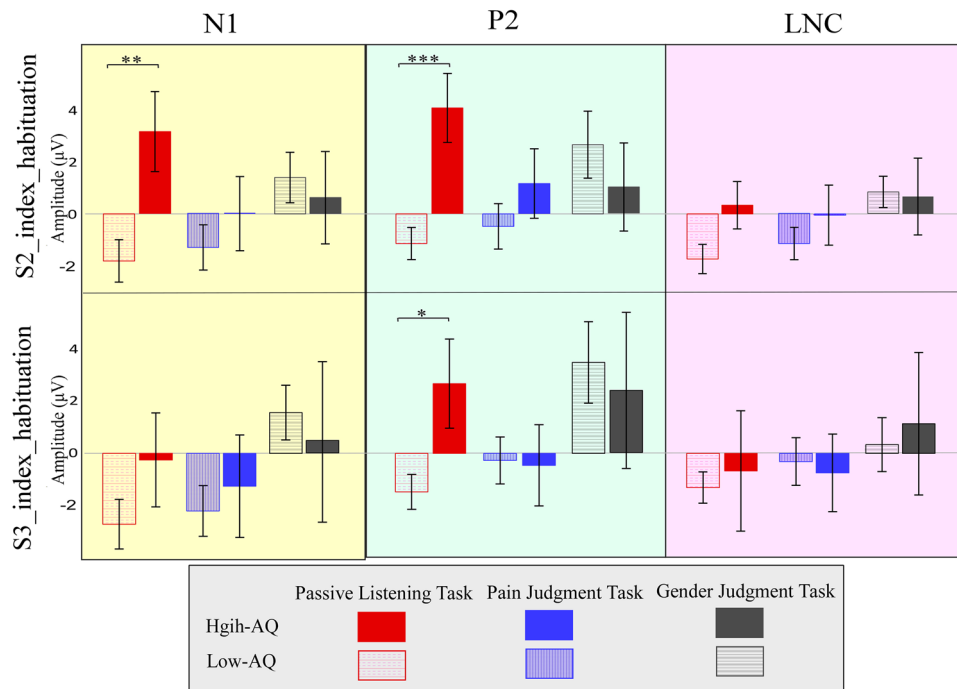 N1 P2 LNC
S2_index_habituation
Amplitude (μV)
4
2
0
-2
** ***
S3_index_habituation
Amplitude (μV)
4
2
0
-2
*
Passive Listening Task Pain Judgment Task Gender Judgment Task
Hgih-AQ
Low-AQ